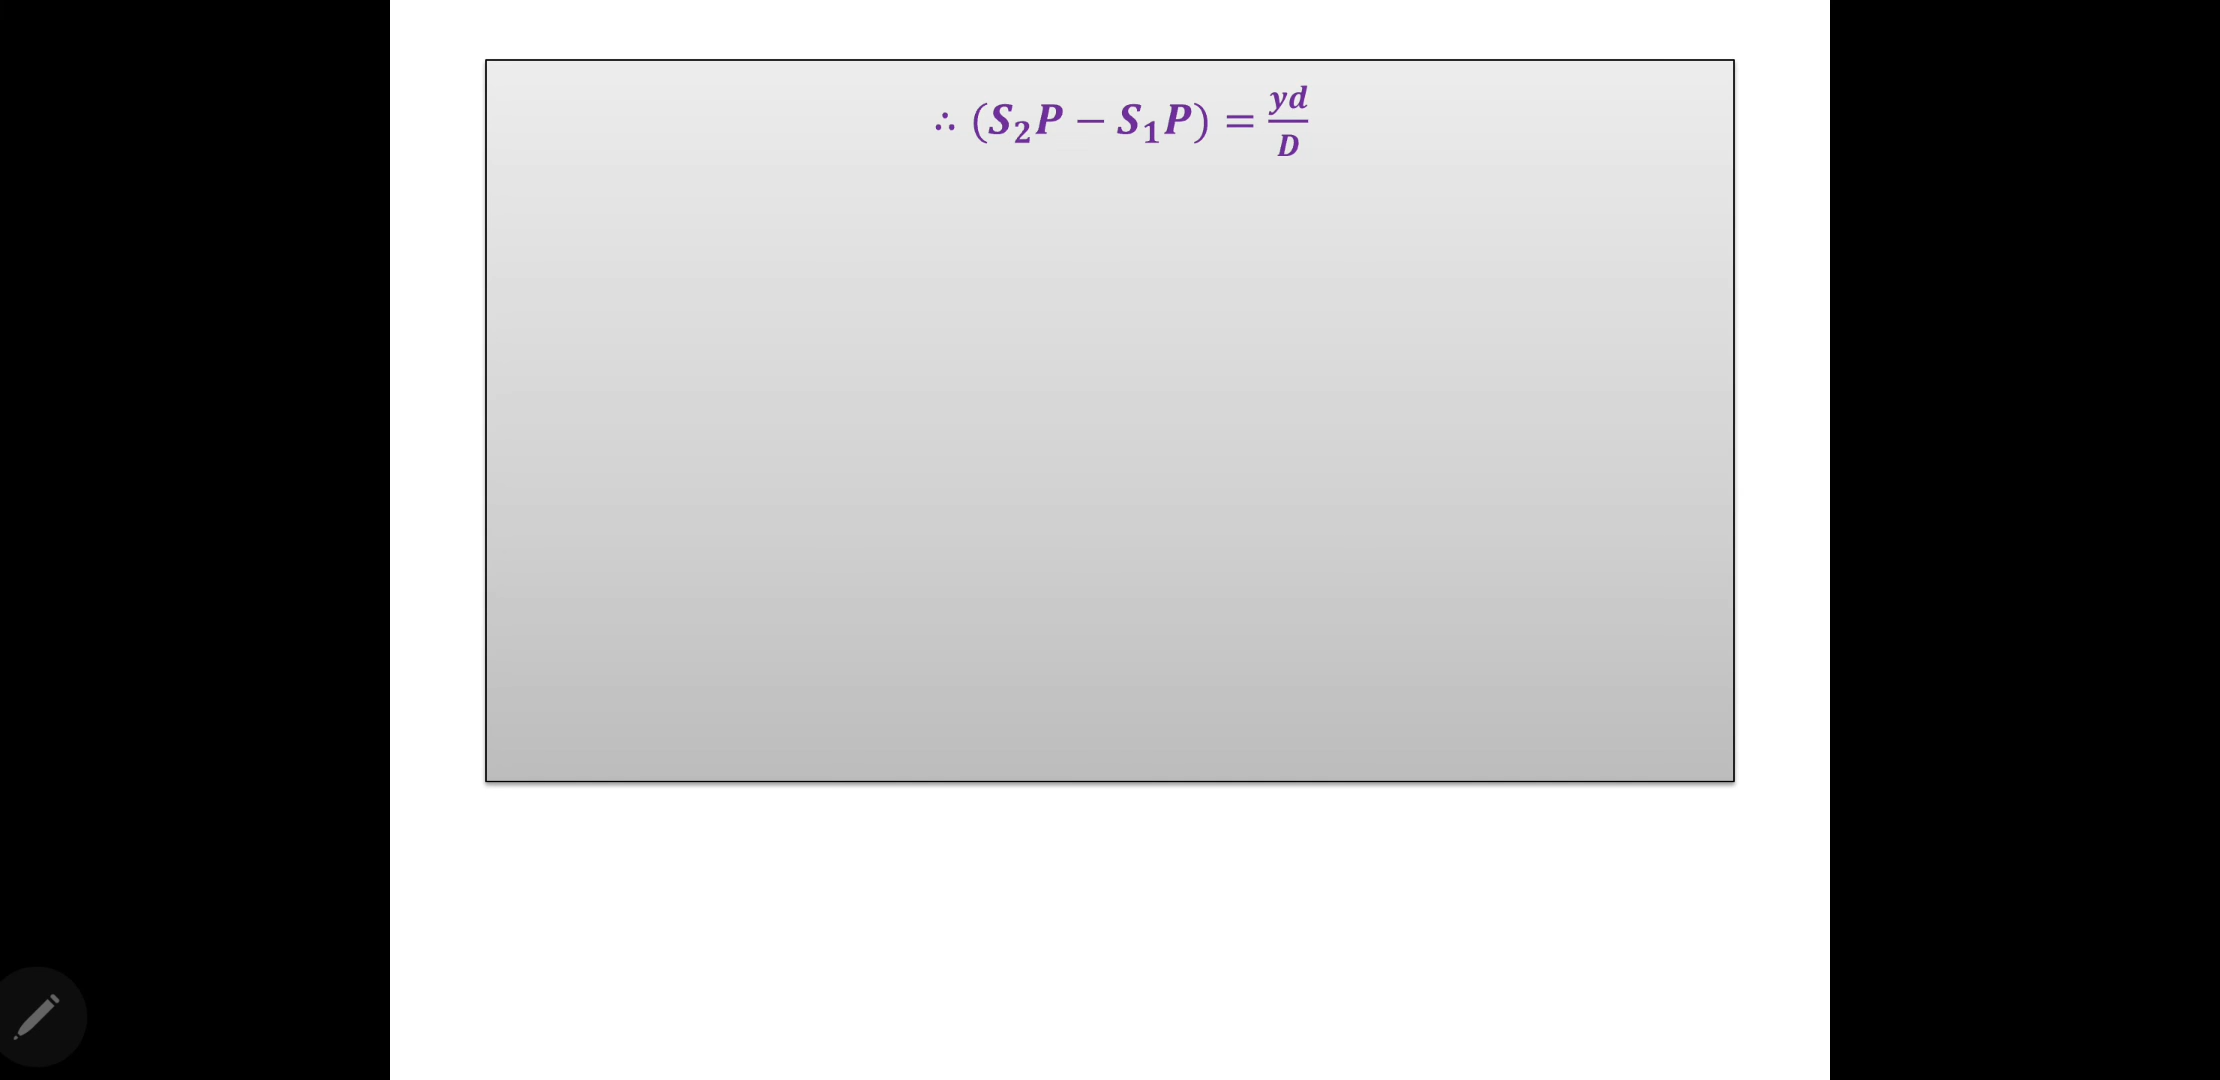 ∴ (S₂P − S₁P) = yd/D